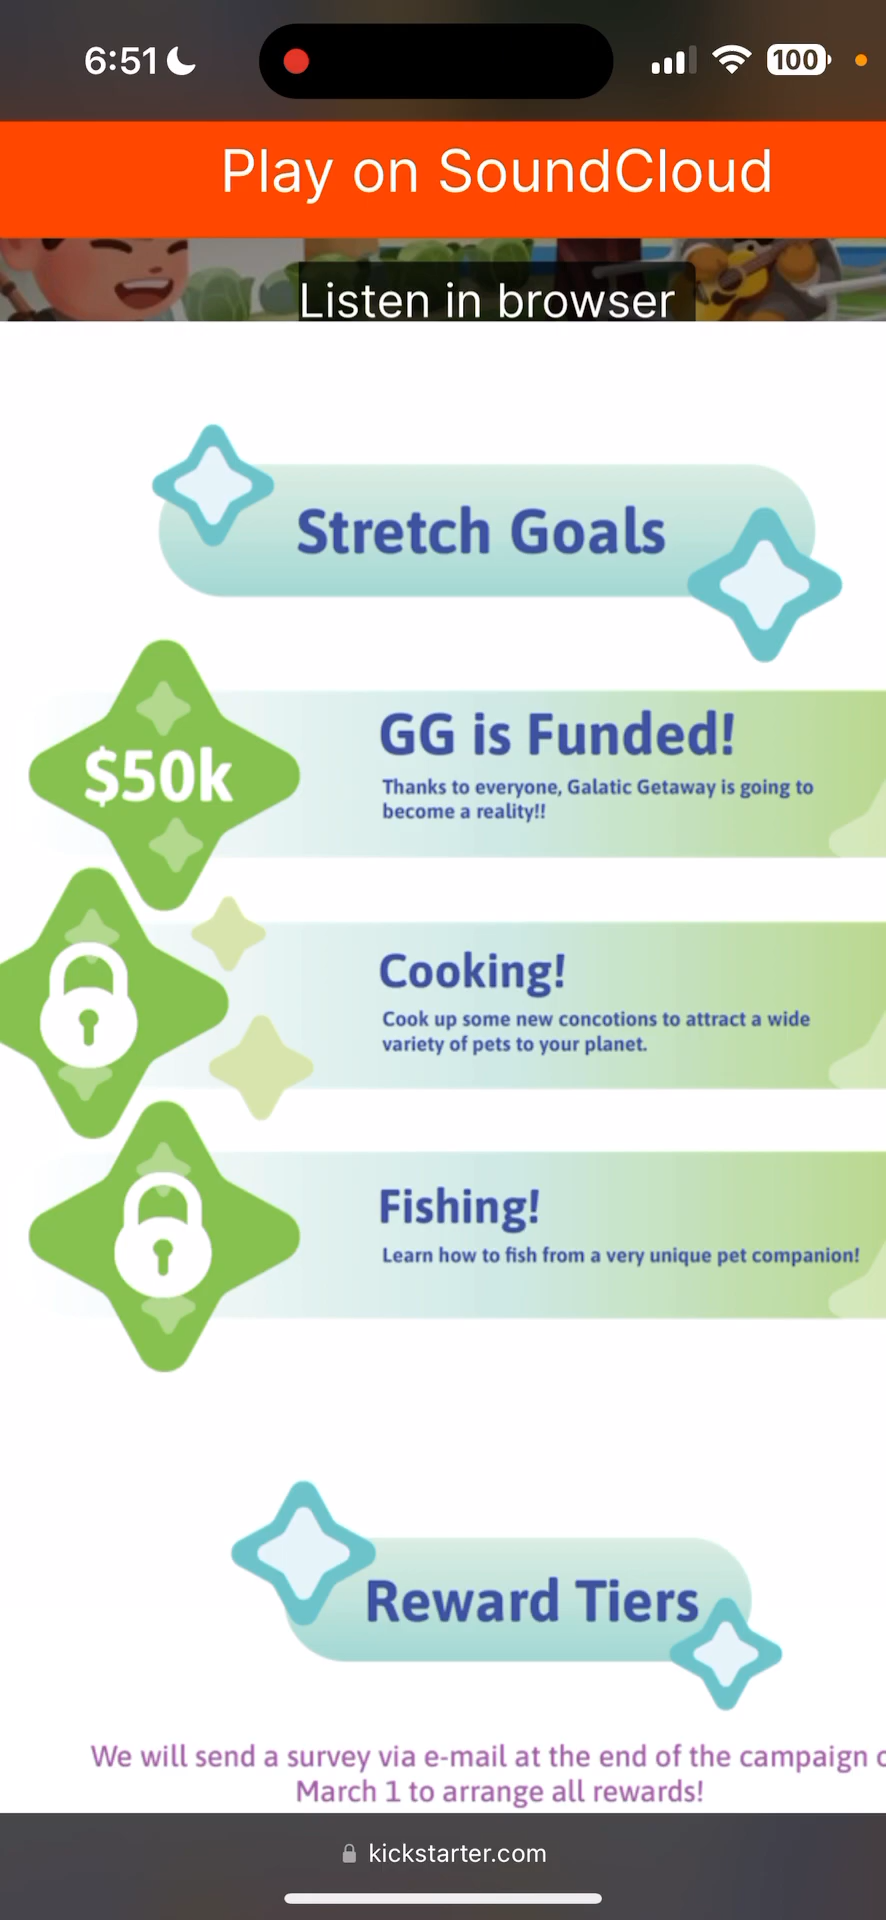 6:51
100
Play on SoundCloud
Listen in browser
Stretch Goals
$50k
GG is Funded!
Thanks to everyone, Galatic Getaway is going to
become a reality!!
Cooking!
Cook up some new concotions to attract a wide
variety of pets to your planet.
Fishing!
Learn how to fish from a very unique pet companion!
Reward Tiers
We will send a survey via e-mail at the end of the campaign
March 1 to arrange all rewards!
kickstarter.com